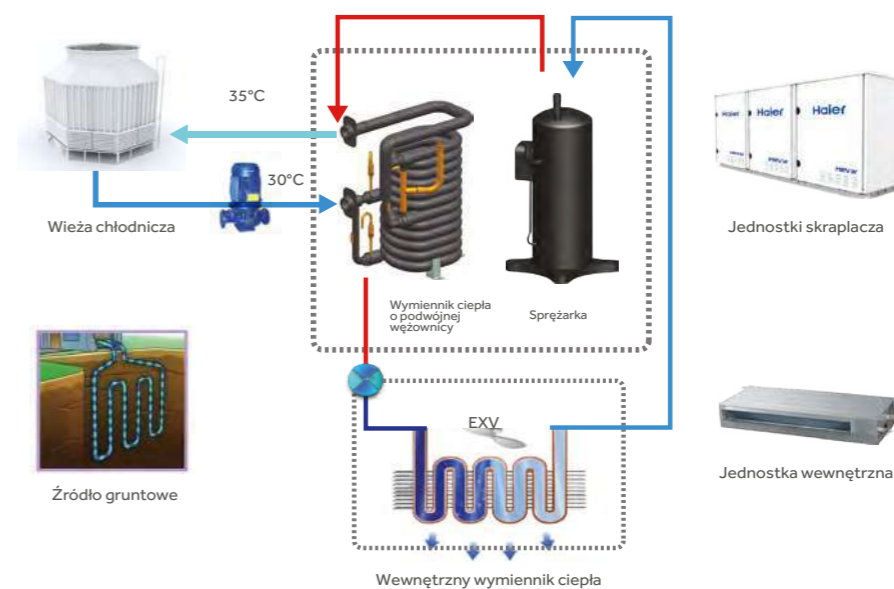 35°C
Haier Haier Haier
30°C
Wieża chłodnicza
Jednostki skraplacza
Wymiennik ciepła
o podwójnej
wężownicy
Sprężarka
EXV
Jednostka wewnętrzna
Źródło gruntowe
Wewnętrzny wymiennik ciepła